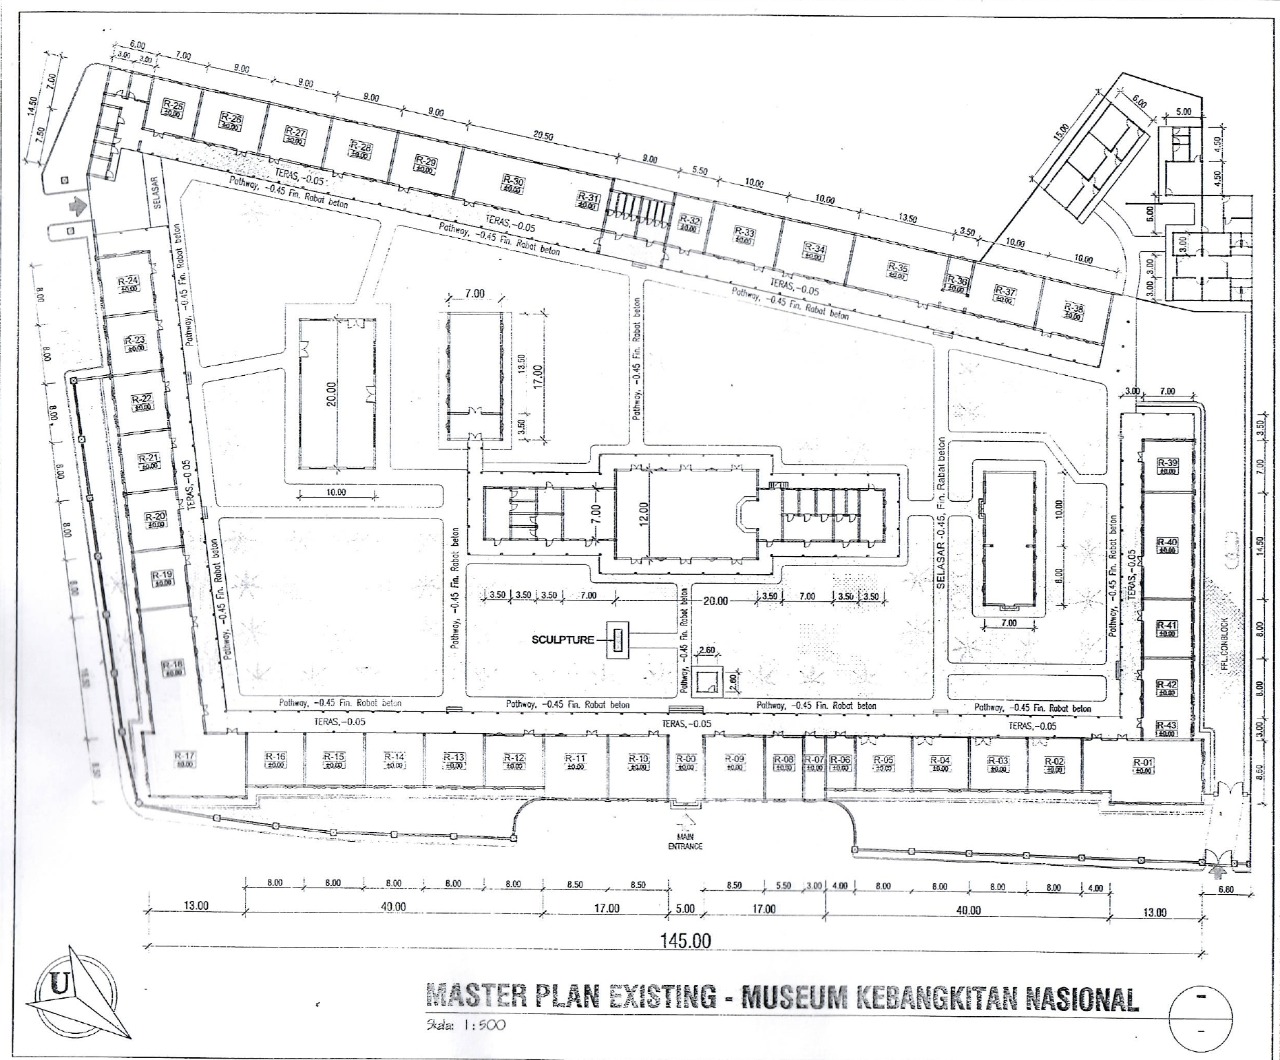 6.00
3.00 3.00
7.00
9.00
9.00
9.00
9.00
20.50
9.00
5.50
10.00
10.00
13.50
3.50
10.00
10.00
14.50
7.00
7.50
15.00
6.00
5.00
4.50
4.50
5.00
3.00
3.00
3.00
R-25
±0.00
R-26
±0.00
R-27
±0.00
R-28
±0.00
R-29
±0.00
R-30
±0.00
R-31
±0.00
R-32
±0.00
R-33
±0.00
R-34
±0.00
R-35
±0.00
R-36
±0.00
R-37
±0.00
R-38
±0.00
TERAS,-0.05
Pathway, -0.45 Fin. Rabat beton
TERAS,-0.05
Pathway, -0.45 Fin. Rabat beton
TERAS,-0.05
Pathway, -0.45 Fin. Rabat beton
SELASAR
Pathway, -0.45 Fin. Rabat beton
R-24
±0.00
R-23
±0.00
R-22
±0.00
R-21
±0.00
R-20
±0.00
R-19
±0.00
R-18
±0.00
TERAS,-0.05
Pathway, -0.45 Fin. Rabat beton
8.00
8.00
8.00
8.00
8.00
8.00
8.50
20.00
10.00
7.00
13.50
17.00
3.50
Pathway, -0.45 Fin. Rabat beton
7.00
12.00
3.50 3.50 3.50 7.00 20.00 3.50 7.00 3.50 3.50
Pathway, -0.45 Fin. Rabat beton
Pathway, -0.45 Fin. Rabat beton
SCULPTURE
2.60
2.60
SELASAR -0.45, Fin. Rabat beton
10.00
8.00
7.00
Pathway, -0.45 Fin. Rabat beton
TERAS,-0.05
3.00 7.00
R-39
±0.00
R-40
±0.00
R-41
±0.00
R-42
±0.00
R-43
±0.00
3.50
7.00
14.50
8.00
8.00
3.00
8.50
FFL.CONBLOCK
Pathway, -0.45 Fin. Rabat beton
Pathway, -0.45 Fin. Rabat beton
Pathway, -0.45 Fin. Rabat beton
Pathway, -0.45 Fin. Rabat beton
TERAS,-0.05
TERAS,-0.05
TERAS,-0.05
R-17
±0.00
R-16
±0.00
R-15
±0.00
R-14
±0.00
R-13
±0.00
R-12
±0.00
R-11
±0.00
R-10
±0.00
R-00
±0.00
R-09
±0.00
R-08
±0.00
R-07
±0.00
R-06
±0.00
R-05
±0.00
R-04
±0.00
R-03
±0.00
R-02
±0.00
R-01
±0.00
MAIN
ENTRANCE
8.00 8.00 8.00 8.00 8.00 8.50 8.50 8.50 5.50 3.00 4.00 8.00 8.00 8.00 8.00 4.00 6.60
13.00 40.00 17.00 5.00 17.00 40.00 13.00
145.00
U
MASTER PLAN EXISTING - MUSEUM KEBANGKITAN NASIONAL
Skala: 1 : 500